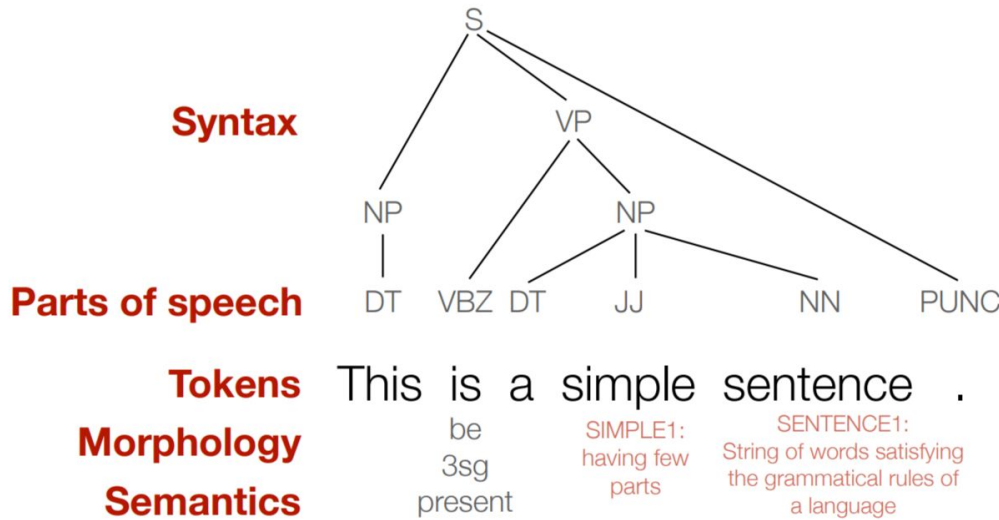 S
Syntax
VP
NP NP
Parts of speech DT VBZ DT JJ NN PUNC
Tokens This is a simple sentence .
Morphology
Semantics
be
3sg
present
SIMPLE1:
having few
parts
SENTENCE1:
String of words satisfying
the grammatical rules of
a language